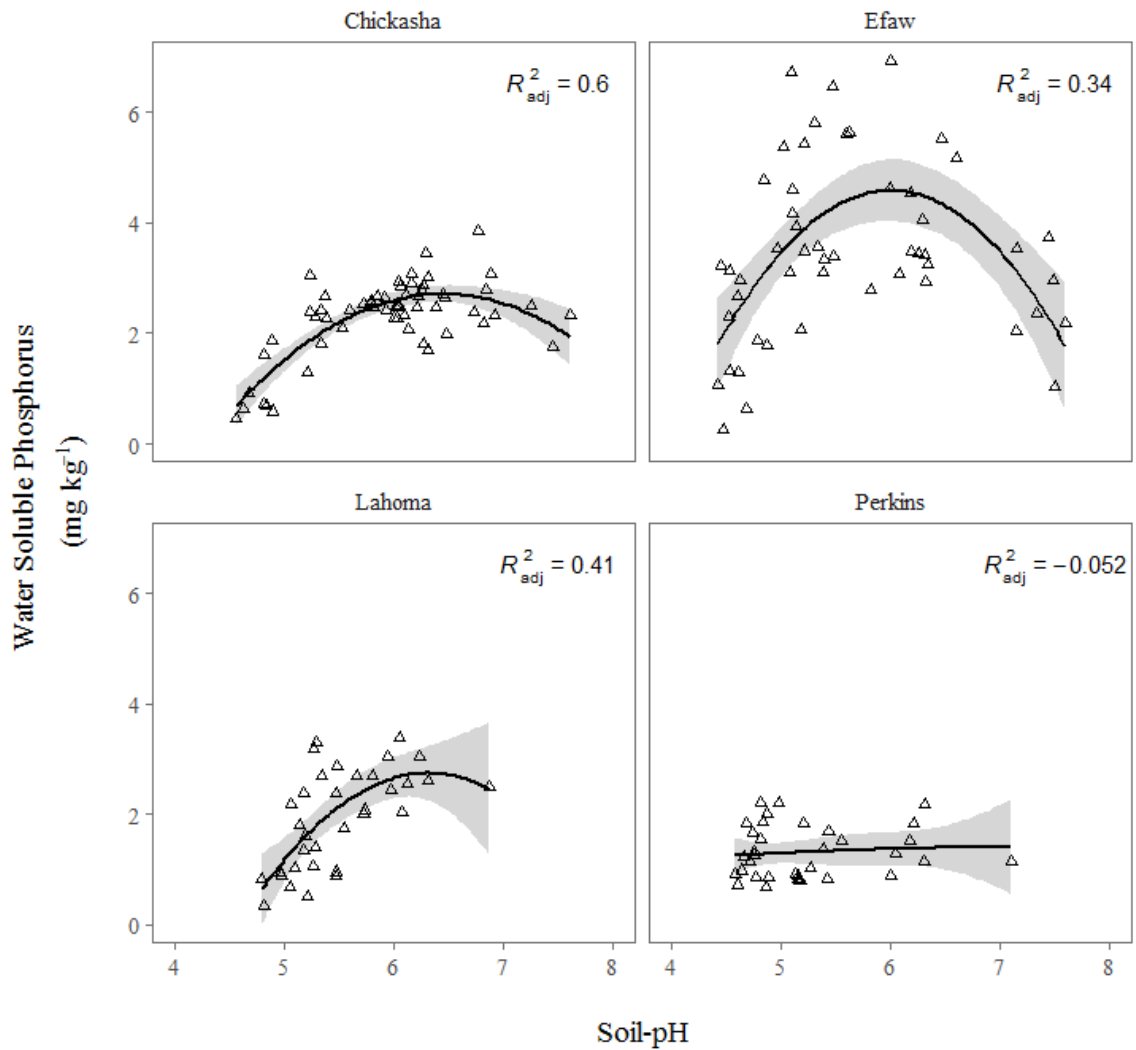 Chickasha
Efaw
R²adj = 0.6
R²adj = 0.34
6
4
2
0
Lahoma
Perkins
R²adj = 0.41
R²adj = −0.052
6
4
2
0
4 5 6 7 8
4 5 6 7 8
Water Soluble Phosphorus
(mg kg⁻¹)
Soil-pH